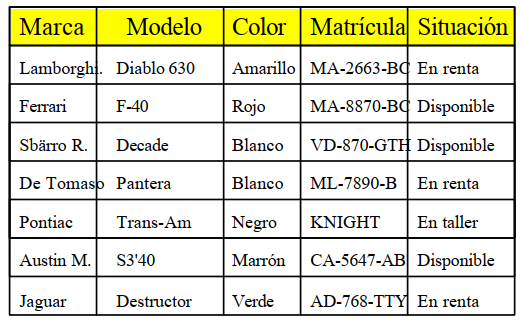 Marca Modelo Color Matrícula Situación
Lamborghi. Diablo 630 Amarillo MA-2663-BC En renta
Ferrari F-40 Rojo MA-8870-BC Disponible
Sbärro R. Decade Blanco VD-870-GTH Disponible
De Tomaso Pantera Blanco ML-7890-B En renta
Pontiac Trans-Am Negro KNIGHT En taller
Austin M. S3'40 Marrón CA-5647-AB Disponible
Jaguar Destructor Verde AD-768-TTY En renta